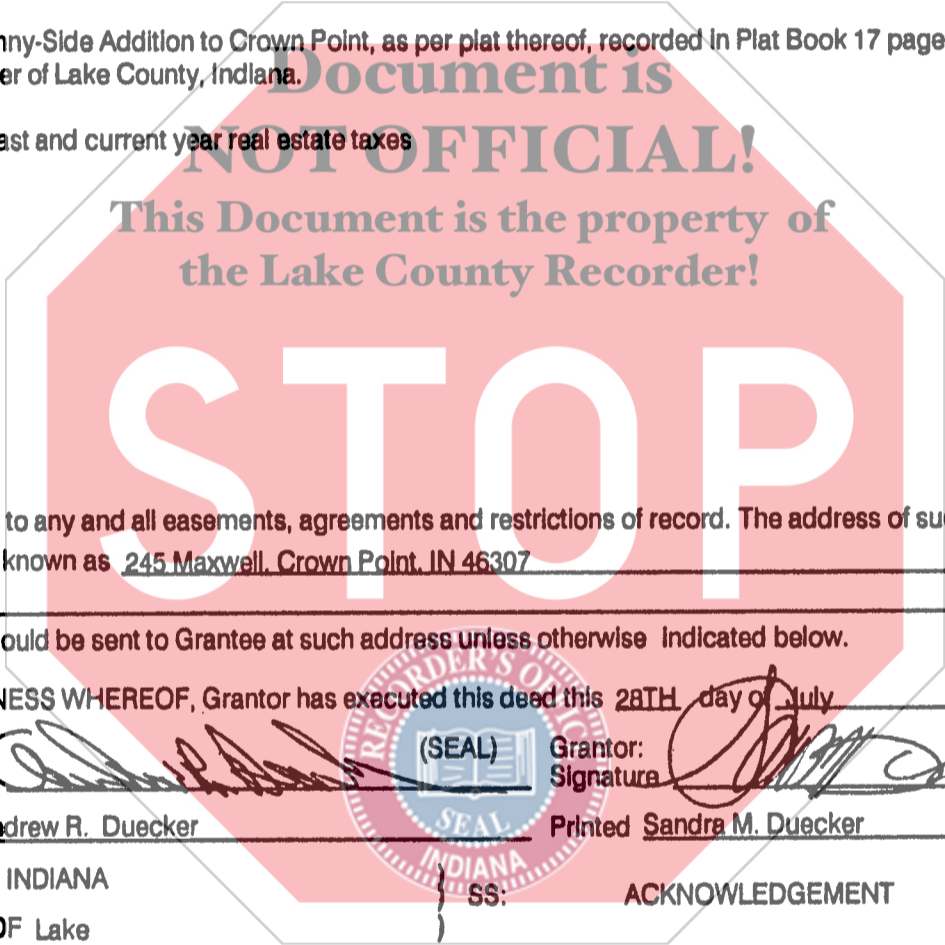 nny-Side Addition to Crown Point, as per plat thereof, recorded in Plat Book 17 page
er of Lake County, Indiana.
Document is
ast and current year real estate taxes
NOT OFFICIAL!
This Document is the property of
the Lake County Recorder!
STOP
to any and all easements, agreements and restrictions of record. The address of su
known as 245 Maxwell, Crown Point, IN 46307
ould be sent to Grantee at such address unless otherwise indicated below.
NESS WHEREOF, Grantor has executed this deed this 28TH day of July
(SEAL) Grantor:
Signature
drew R. Duecker Printed Sandra M. Duecker
RECORDER'S OFFIC
SEAL
INDIANA
INDIANA
SS: ACKNOWLEDGEMENT
OF Lake